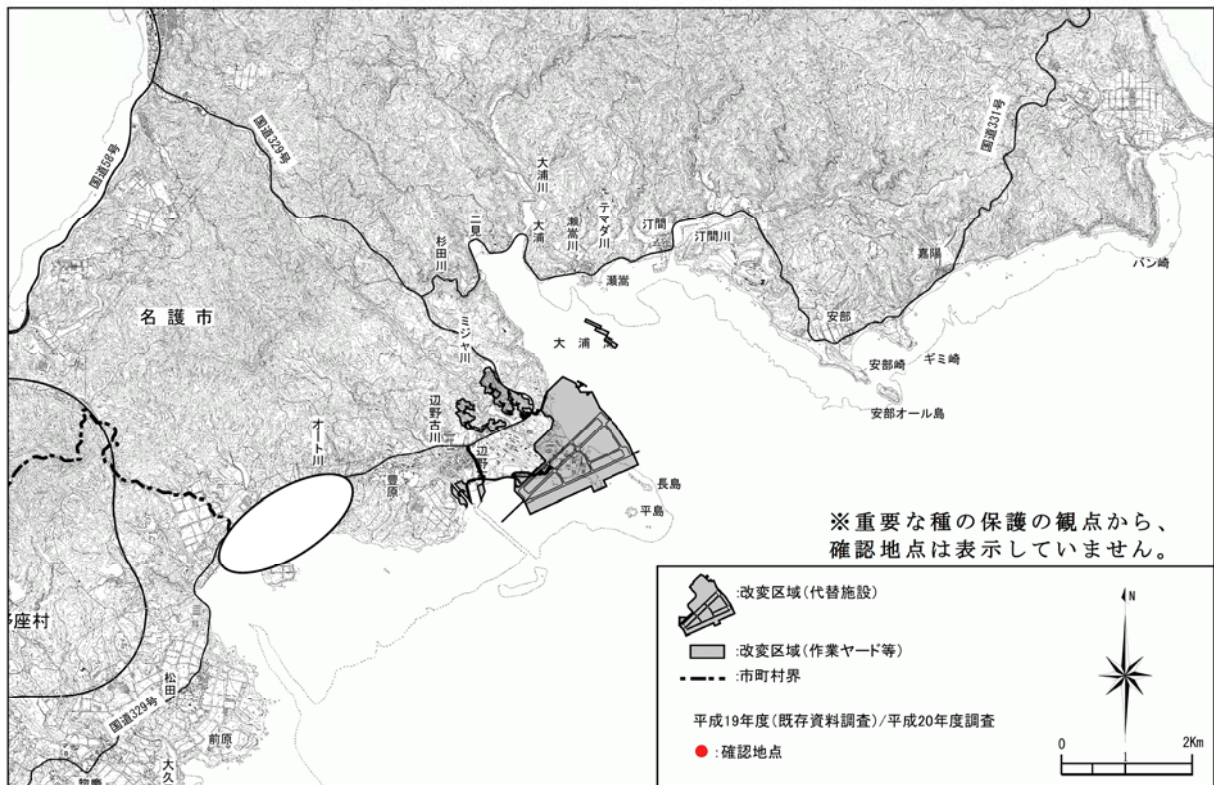 国道58号
国道329号
国道331号
大浦川
テマダ川
瀬嵩川
汀間
大浦
二見
杉田川
汀間川
嘉陽
バン崎
瀬嵩
名護市
ミジャ川
大浦
安部
安部崎
ギミ崎
安部オール島
辺野古川
オート川
辺野
豊原
長島
平島
座村
松田
国道329号
前原
大久
※重要な種の保護の観点から、
確認地点は表示していません。
:改変区域(代替施設)
:改変区域(作業ヤード等)
:市町村界
平成19年度(既存資料調査)/平成20年度調査
:確認地点
N
0
1
2Km